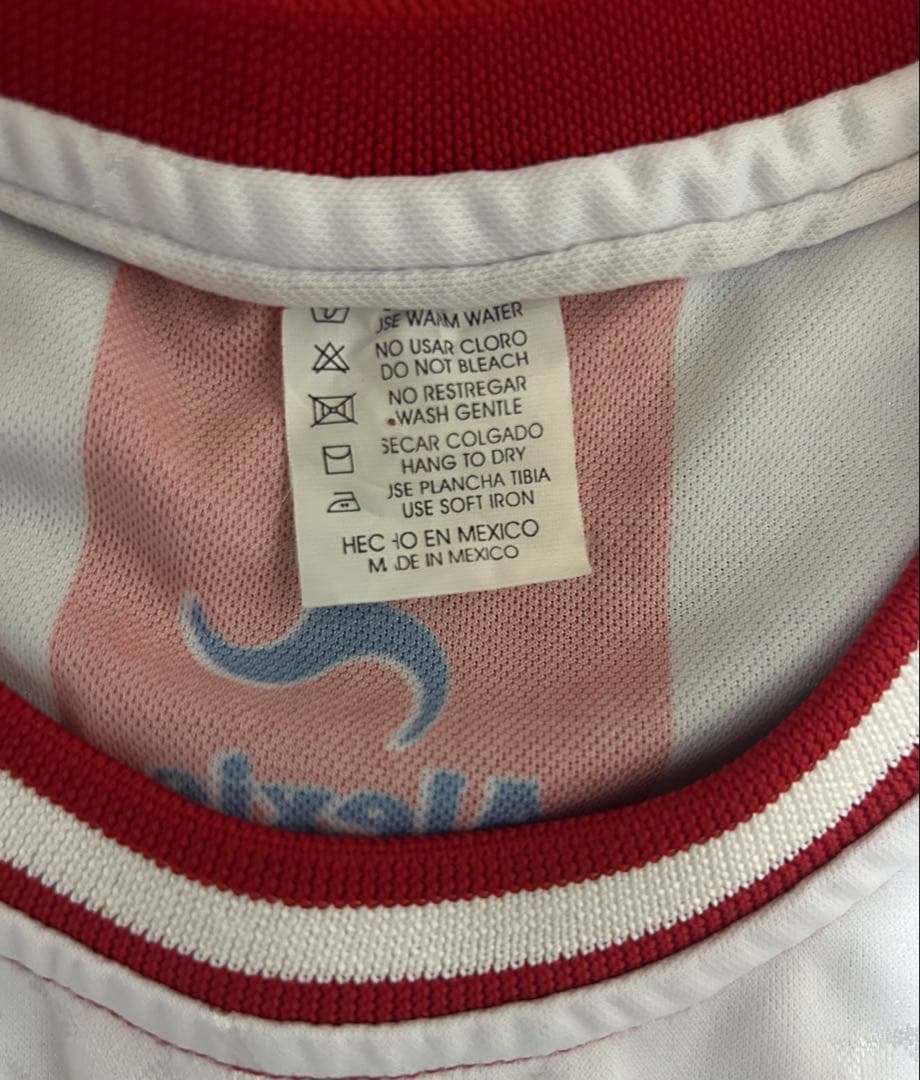 USE WARM WATER
NO USAR CLORO
DO NOT BLEACH
NO RESTREGAR
WASH GENTLE
SECAR COLGADO
HANG TO DRY
USE PLANCHA TIBIA
USE SOFT IRON
HECHO EN MEXICO
MADE IN MEXICO